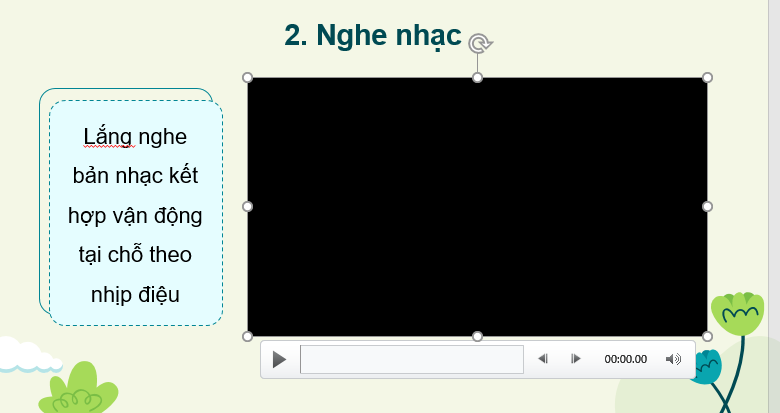 2. Nghe nhạc
Lắng nghe
bản nhạc kết
hợp vận động
tại chỗ theo
nhịp điệu
00:00.00